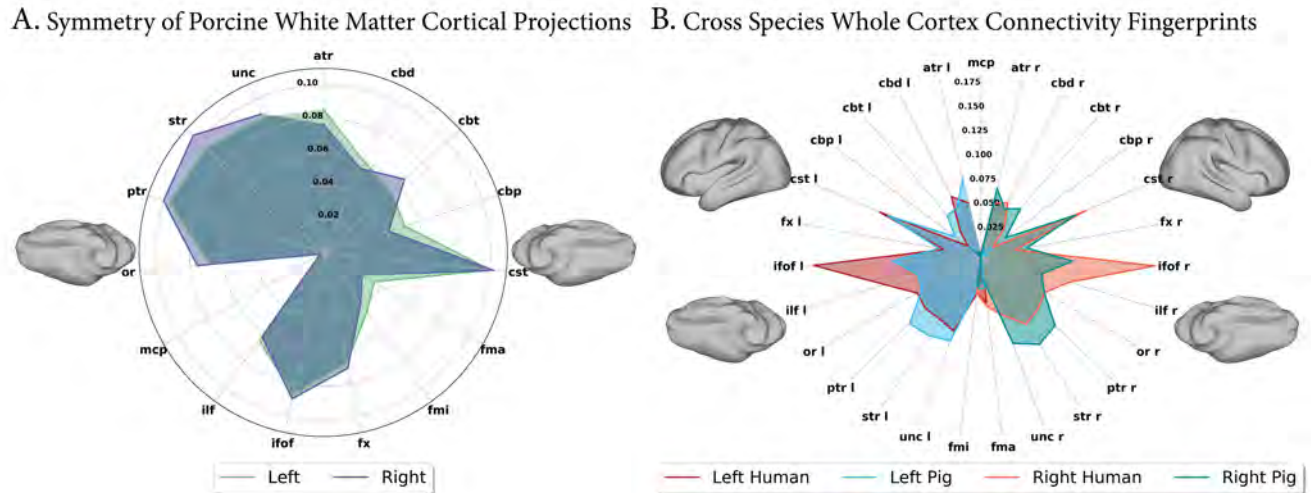 A. Symmetry of Porcine White Matter Cortical Projections
B. Cross Species Whole Cortex Connectivity Fingerprints
atr
unc
cbd
str
cbt
ptr
cbp
or
cst
mcp
fma
ilf
fmi
ifof
fx
0.10
0.08
0.06
0.04
0.02
Left
Right
mcp
atr l
atr r
cbd l
cbd r
cbt l
cbt r
cbp l
cbp r
cst l
cst r
fx l
fx r
ifof l
ifof r
ilf l
ilf r
or l
or r
ptr l
ptr r
str l
str r
unc l
unc r
fmi
fma
0.175
0.150
0.125
0.100
0.075
0.050
0.025
Left Human
Left Pig
Right Human
Right Pig